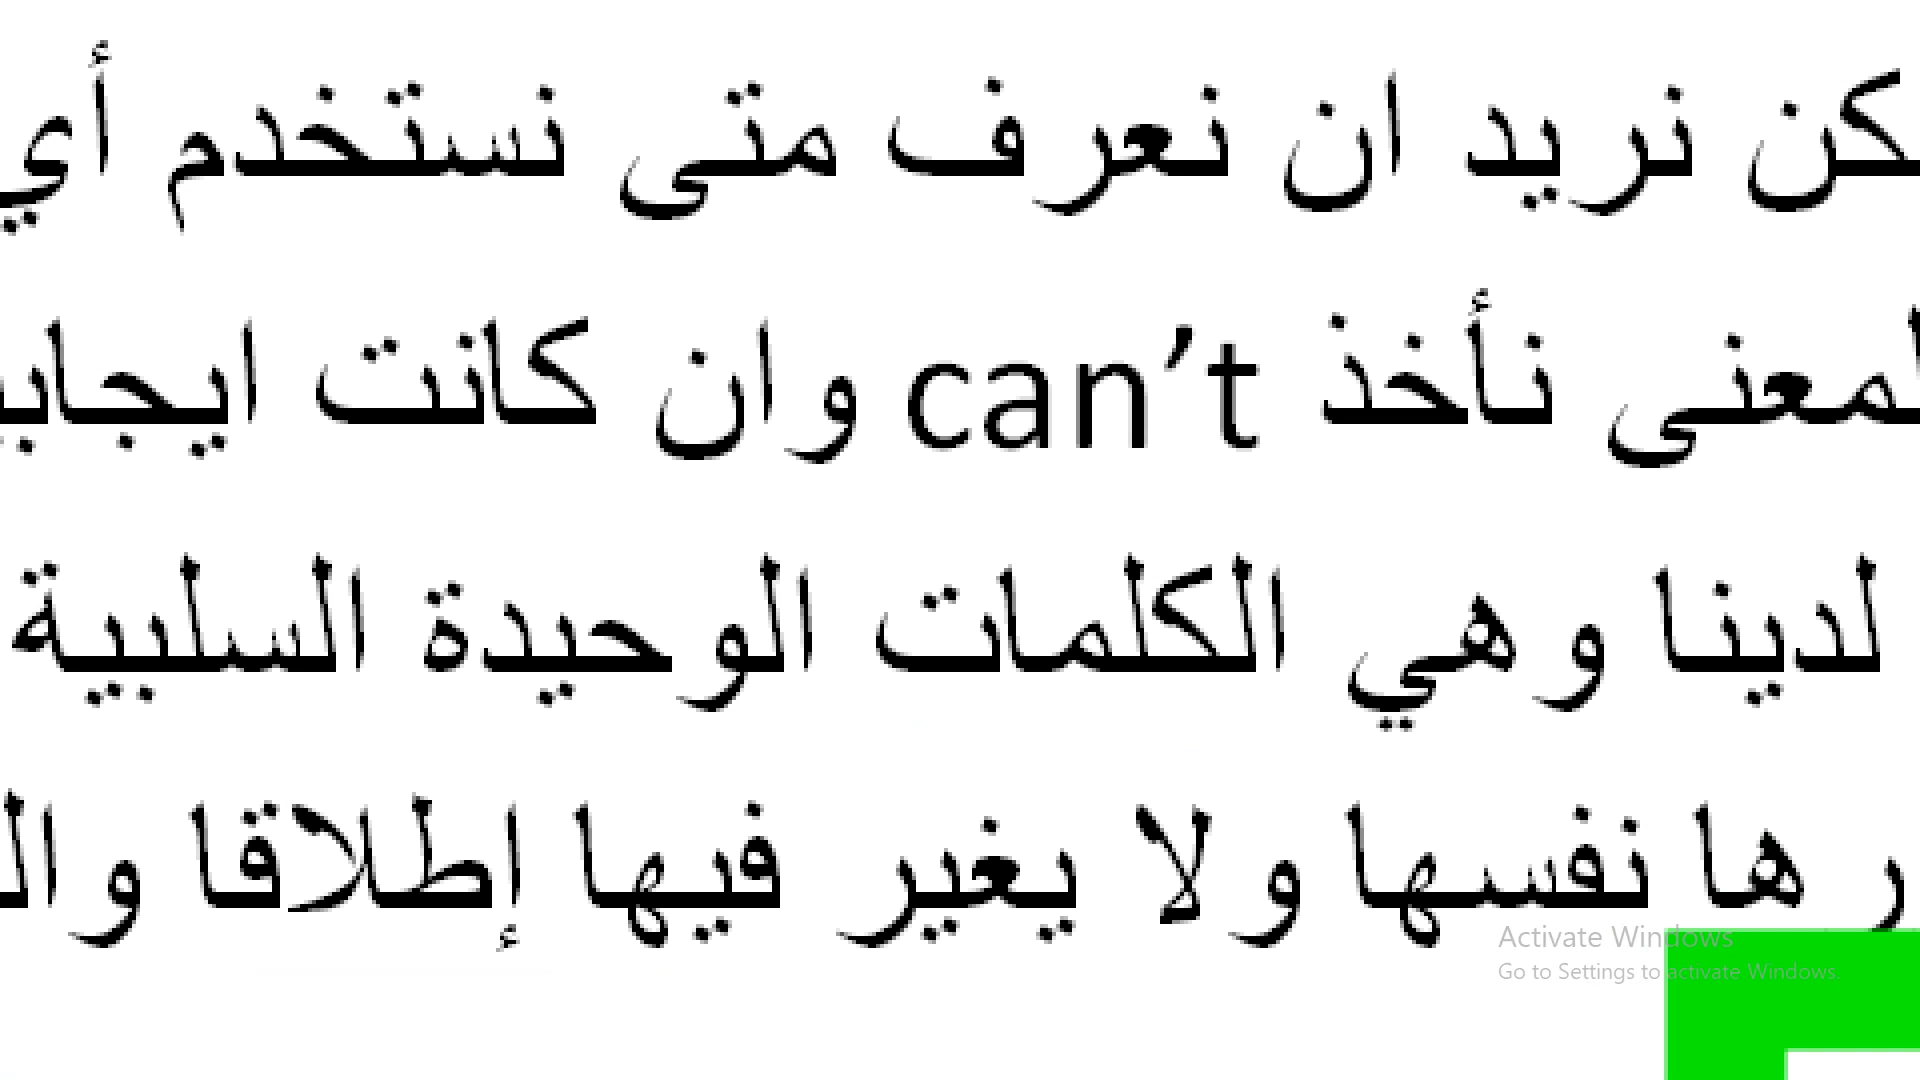 كن نريد ان نعرف متى نستخدم أي
لمعنى نأخذ can’t وان كانت ايجابي
لدينا وهي الكلمات الوحيدة السلبية
رها نفسها ولا يغير فيها إطلاقا وال
Activate Windows
Go to Settings to activate Windows.